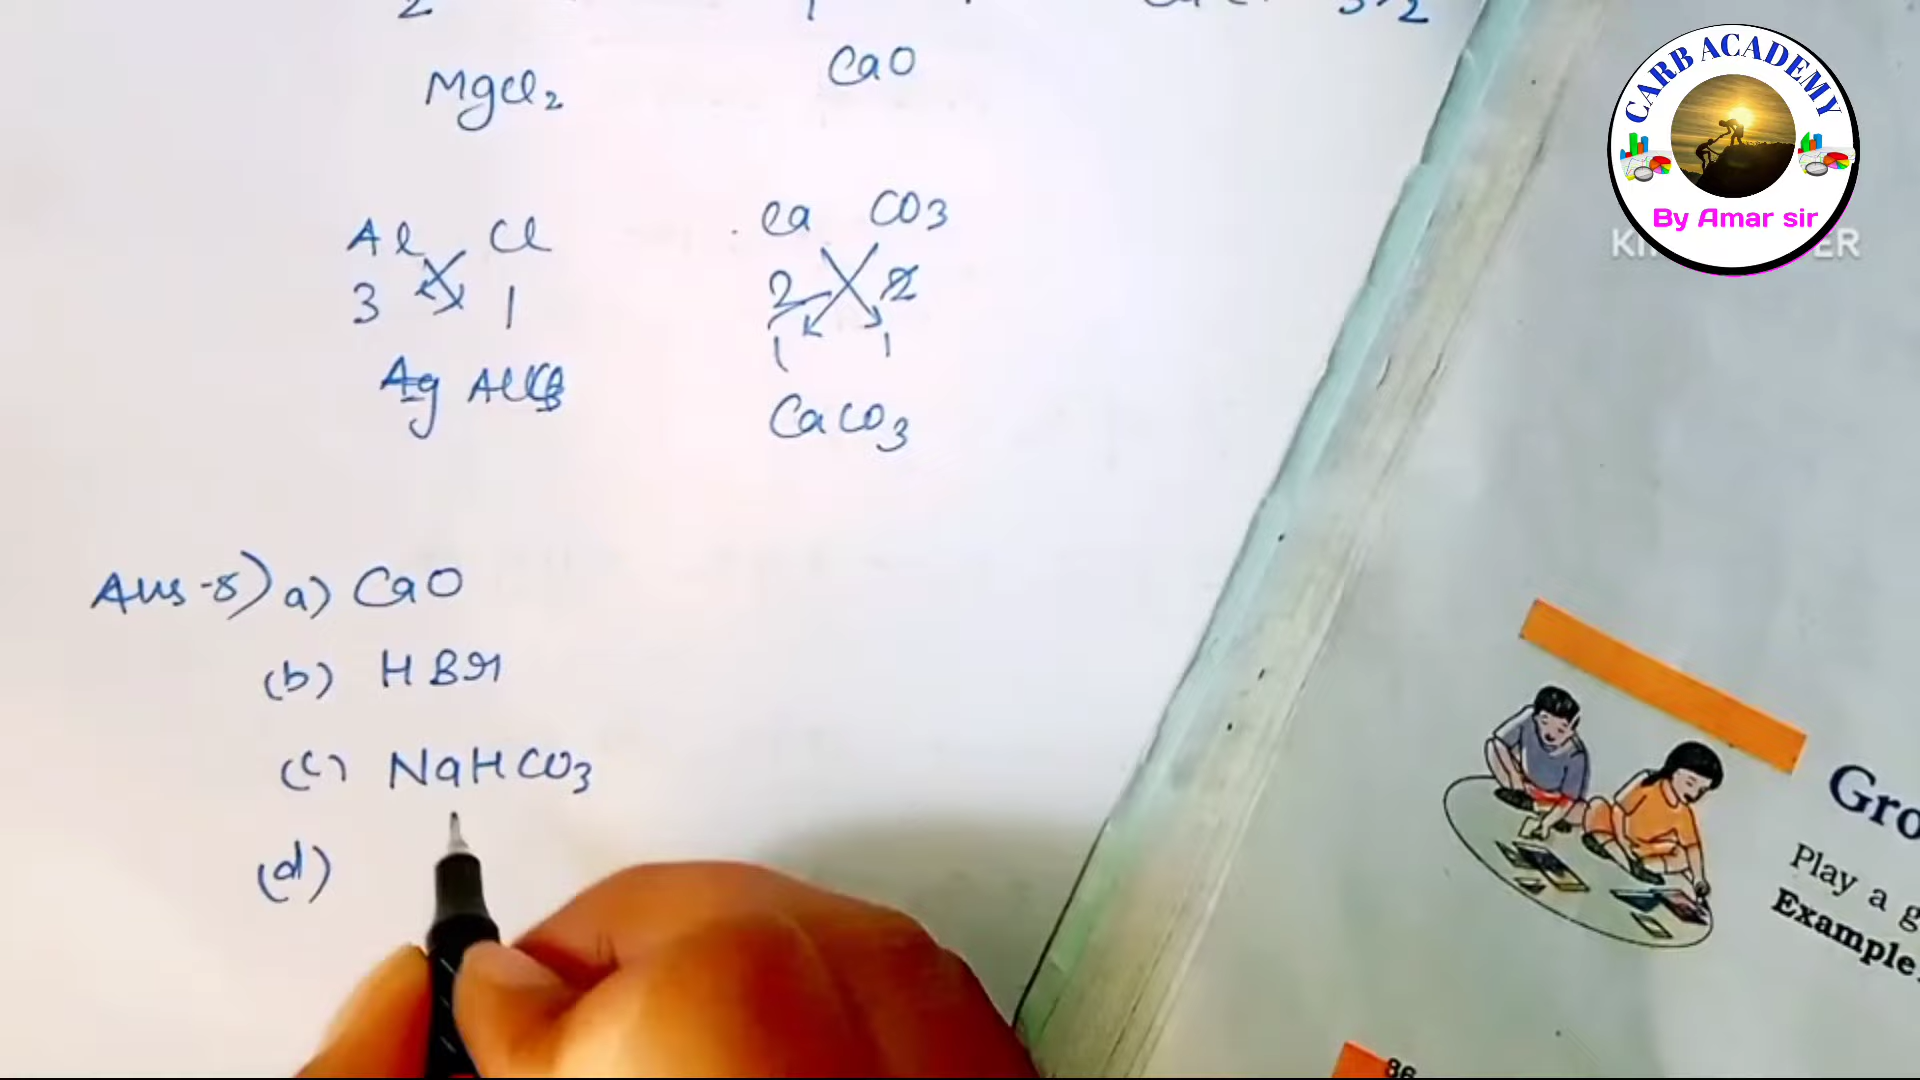 MgCl2
CaO
Al Cl
3 1
AlCl3
Ca CO3
2 2
1 1
CaCO3
Ans-8) a) CaO
(b) HBr
(c) NaHCO3
(d)
CARB ACADEMY
By Amar sir
Gro
Play a g
Example
86